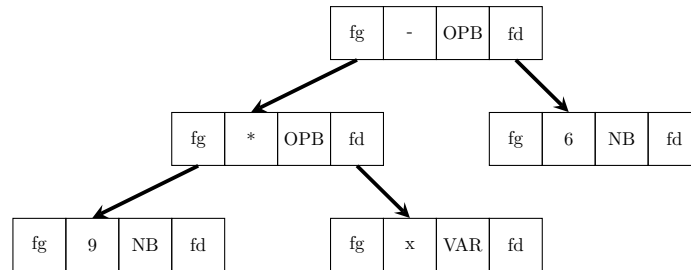 fg - OPB fd
fg * OPB fd fg 6 NB fd
fg 9 NB fd fg x VAR fd